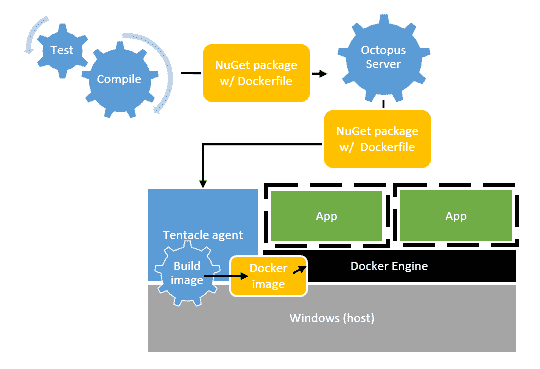 Test
Compile
NuGet package
w/ Dockerfile
Octopus
Server
NuGet package
w/ Dockerfile
Tentacle agent
App
App
Build
image
Docker
image
Docker Engine
Windows (host)